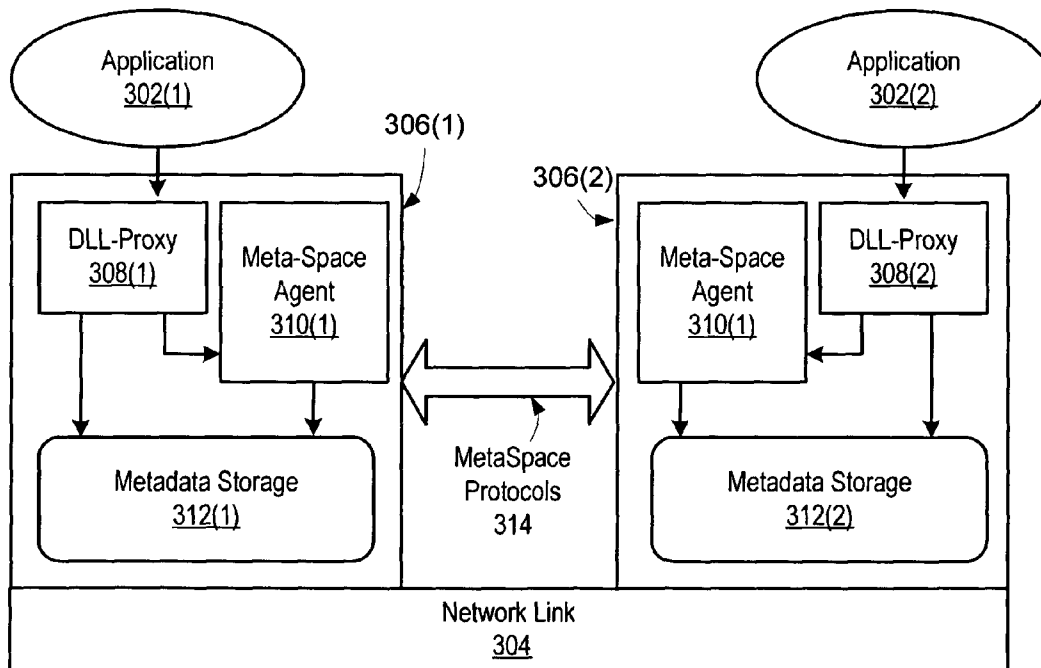 Application
302(1)
Application
302(2)
306(1)
306(2)
DLL-Proxy
308(1)
Meta-Space
Agent
310(1)
Meta-Space
Agent
310(1)
DLL-Proxy
308(2)
MetaSpace
Protocols
314
Metadata Storage
312(1)
Metadata Storage
312(2)
Network Link
304